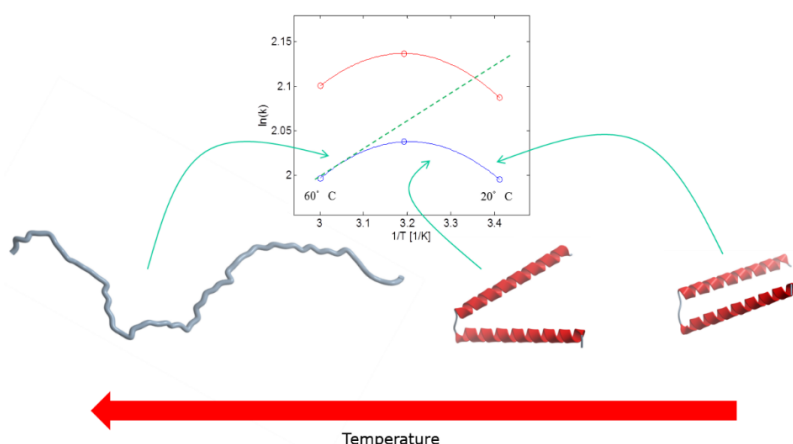 2.15
2.1
2.05
2
ln(k)
60° C
20° C
3
3.1
3.2
3.3
3.4
1/T [1/K]
Temperature